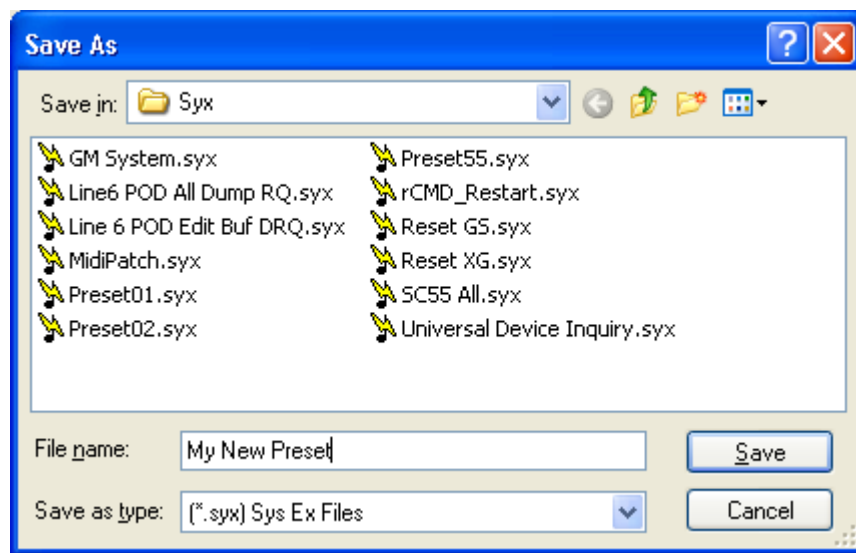 Save As
Save in: Syx
GM System.syx
Line6 POD All Dump RQ.syx
Line 6 POD Edit Buf DRQ.syx
MidiPatch.syx
Preset01.syx
Preset02.syx
Preset55.syx
rCMD_Restart.syx
Reset GS.syx
Reset XG.syx
SC55 All.syx
Universal Device Inquiry.syx
File name: My New Preset Save
Save as type: (*.syx) Sys Ex Files Cancel